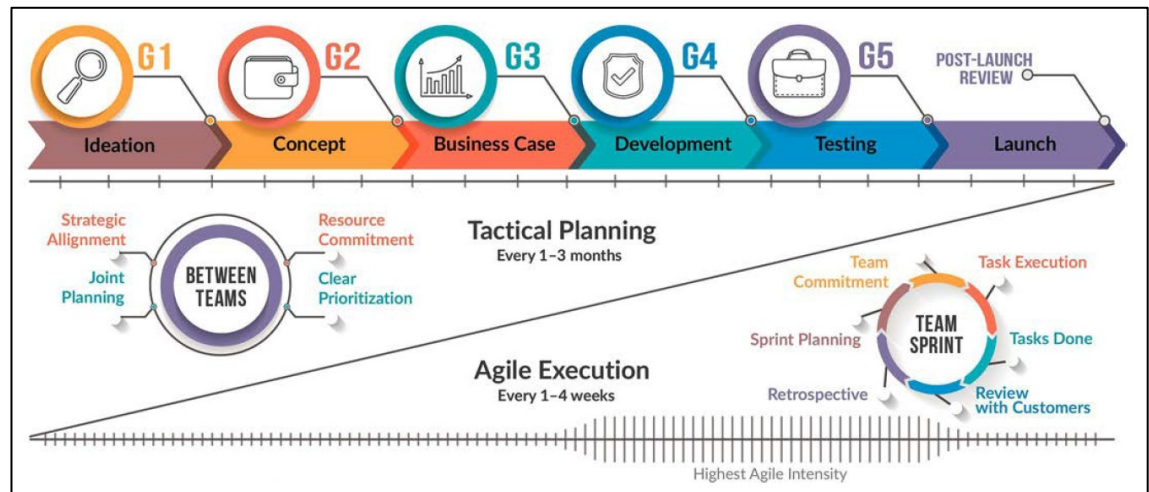 G1
G2
G3
G4
G5
POST-LAUNCH
REVIEW
Ideation
Concept
Business Case
Development
Testing
Launch
Strategic
Allignment
Joint
Planning
BETWEEN
TEAMS
Resource
Commitment
Clear
Prioritization
Tactical Planning
Every 1–3 months
Agile Execution
Every 1–4 weeks
Team
Commitment
Task Execution
Sprint Planning
TEAM
SPRINT
Tasks Done
Retrospective
Review
with Customers
Highest Agile Intensity